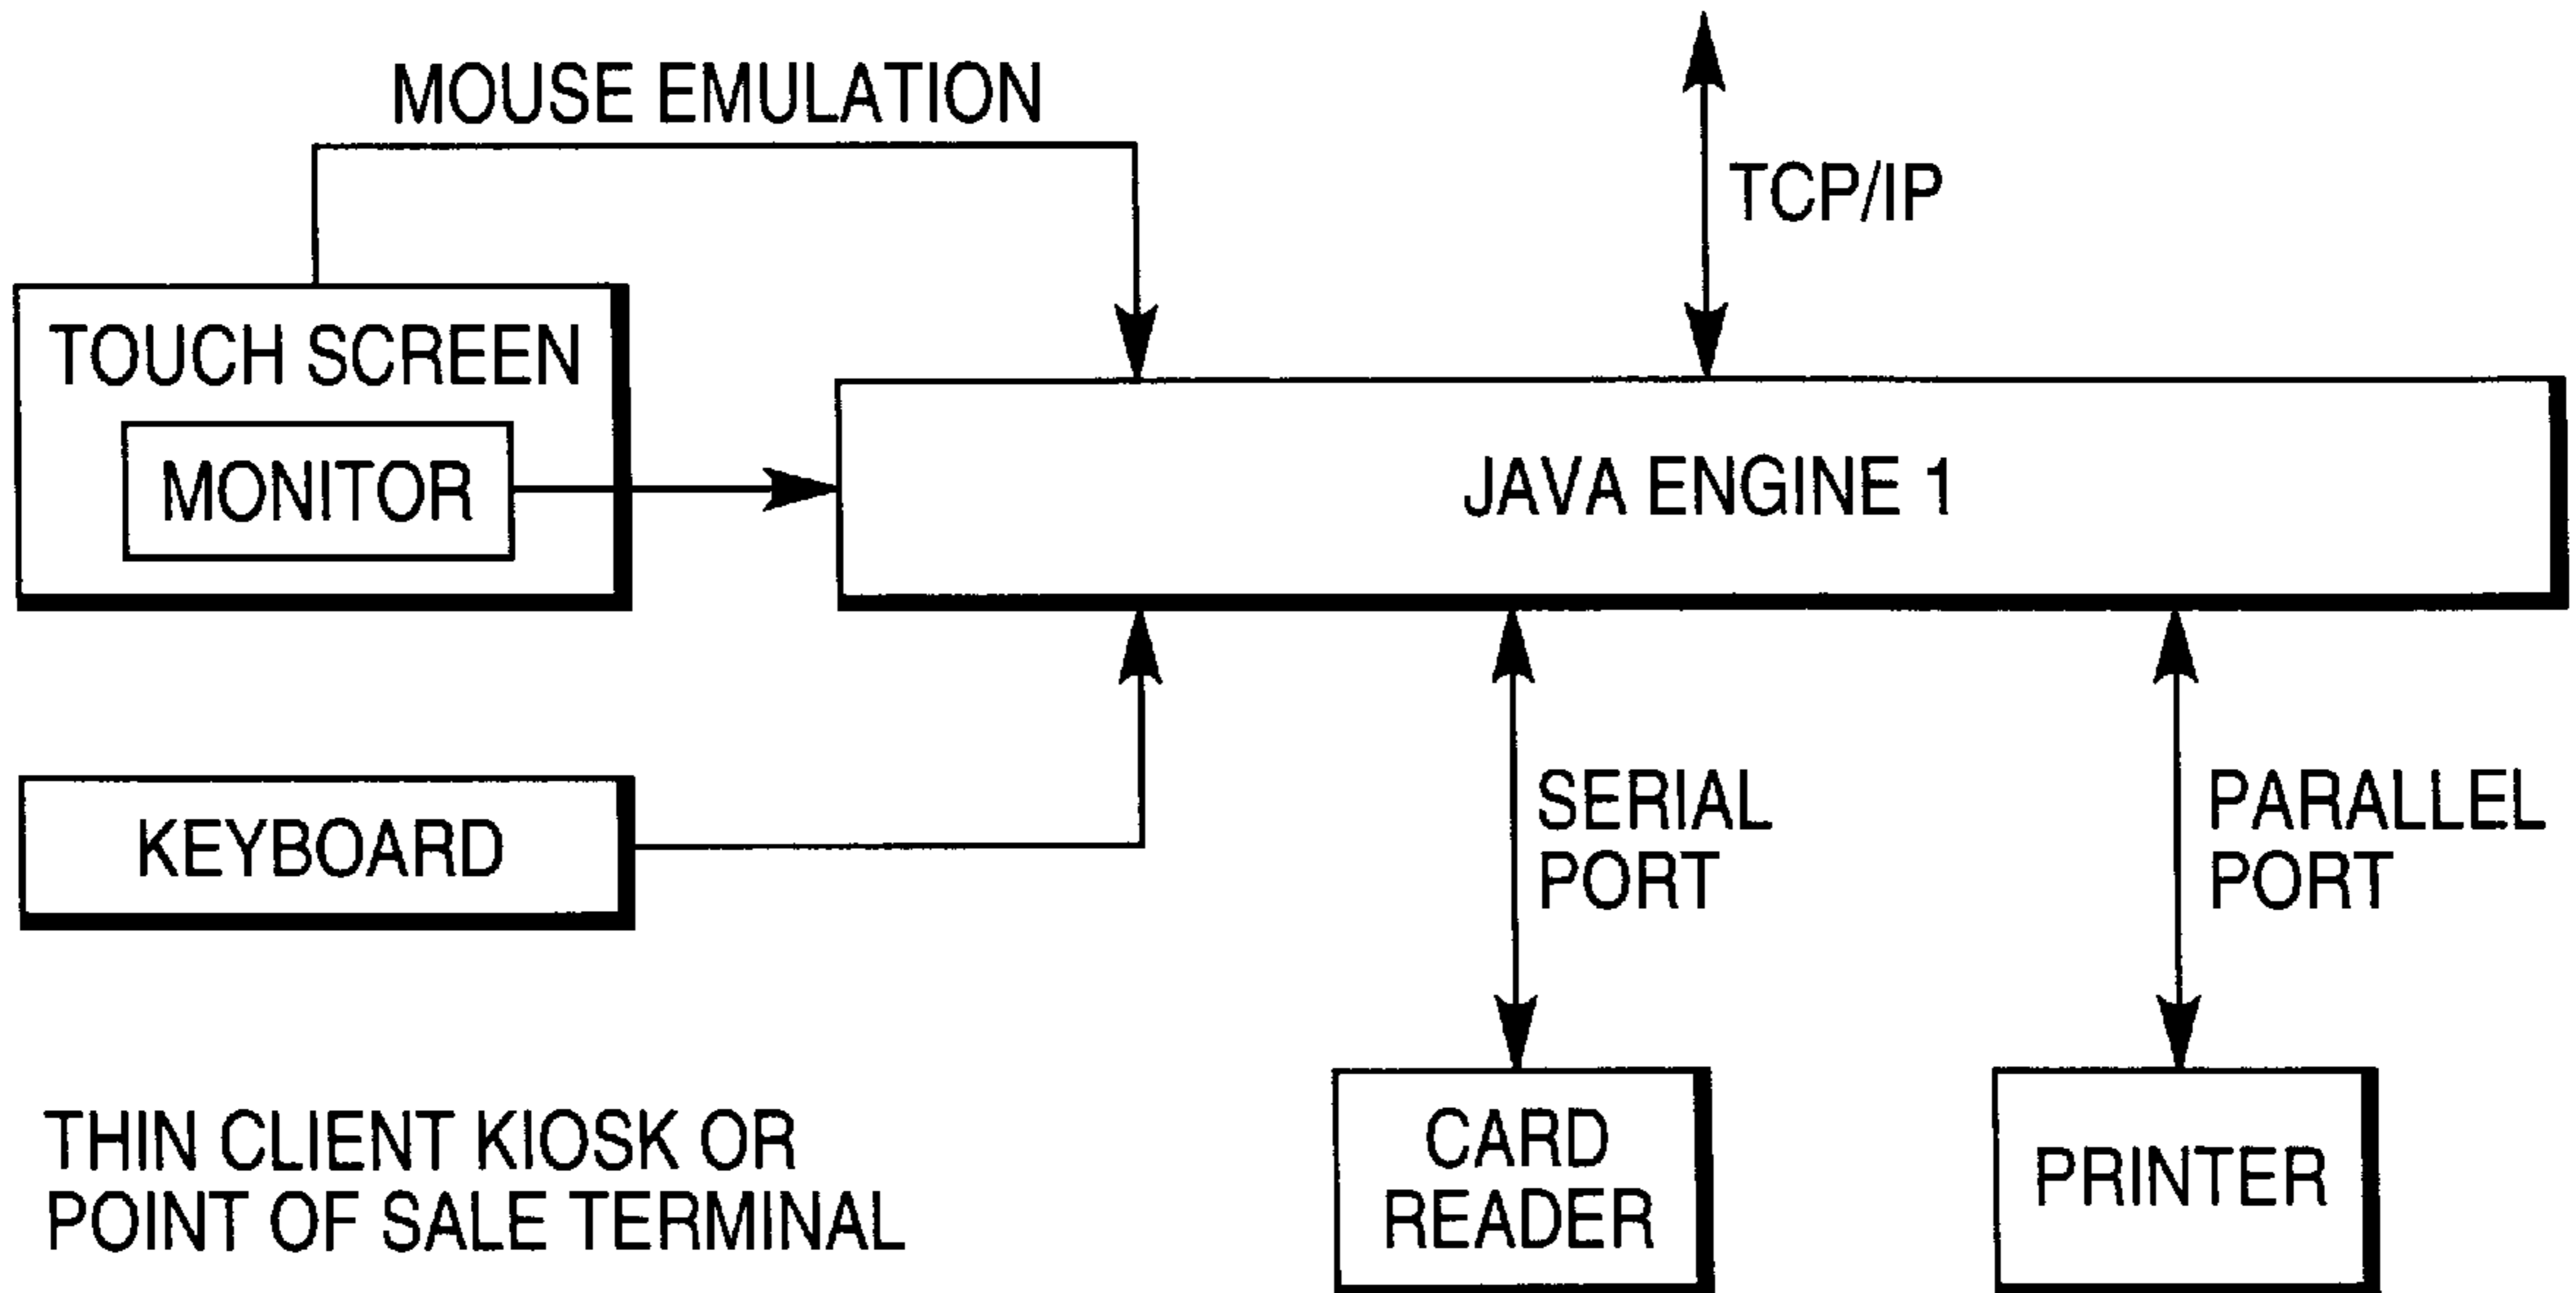 MOUSE EMULATION
TCP/IP
TOUCH SCREEN
MONITOR
JAVA ENGINE 1
KEYBOARD
SERIAL
PORT
PARALLEL
PORT
THIN CLIENT KIOSK OR
POINT OF SALE TERMINAL
CARD
READER
PRINTER